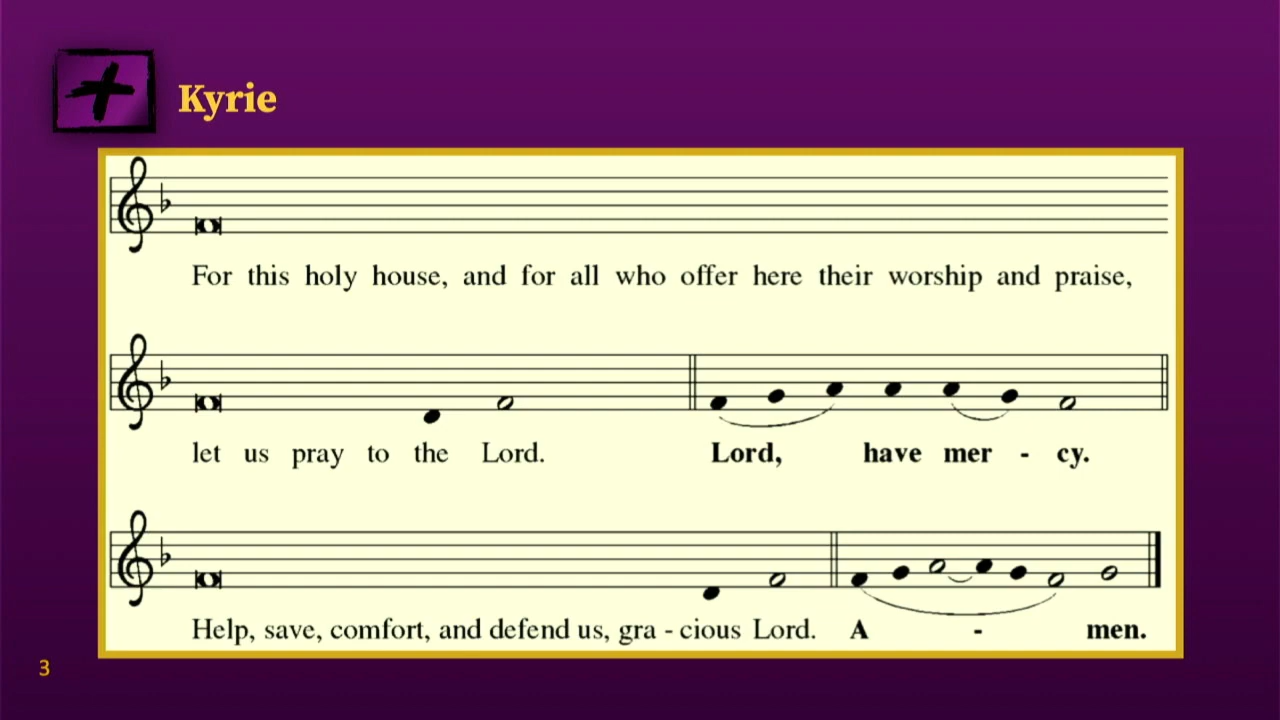 Kyrie
For this holy house, and for all who offer here their worship and praise,
let us pray to the Lord. Lord, have mer - cy.
Help, save, comfort, and defend us, gra - cious Lord. A - men.
3